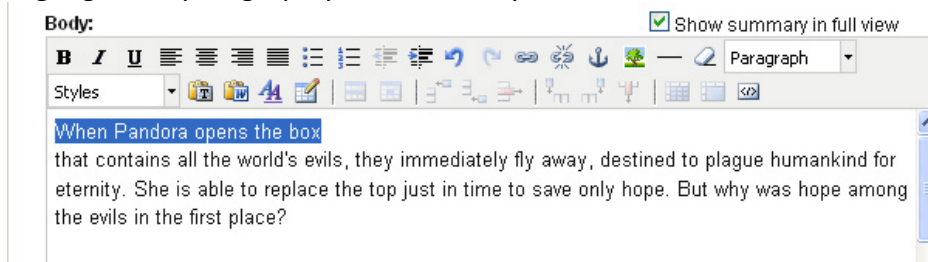 Body:
Show summary in full view
B I U Paragraph
Styles
When Pandora opens the box
that contains all the world's evils, they immediately fly away, destined to plague humankind for
eternity. She is able to replace the top just in time to save only hope. But why was hope among
the evils in the first place?